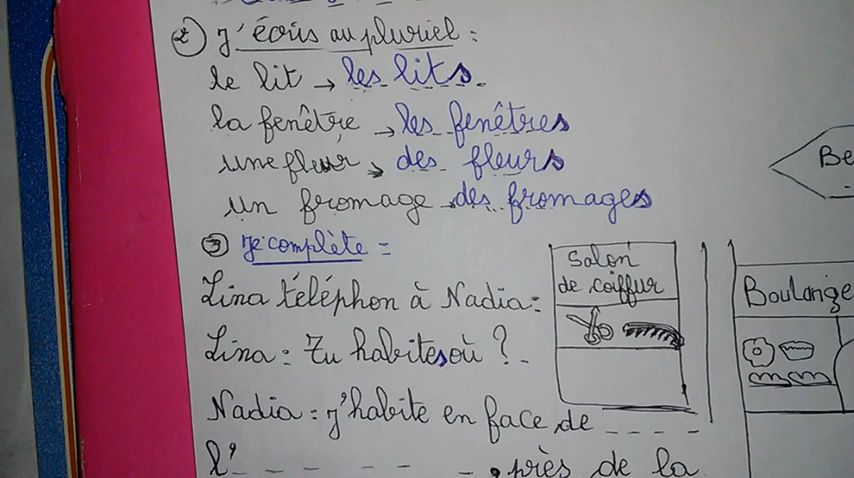 2) J'écris au pluriel :
le lit → les lits
la fenêtre → les fenêtres
une fleur → des fleurs
un fromage des fromages
3 Je complète =
Lina téléphon à Nadia :
Lina : Tu habites où ?
Nadia : j'habite en face de ----
l' - - - - - , près de la
Salon
de coiffur
Boulange
Be